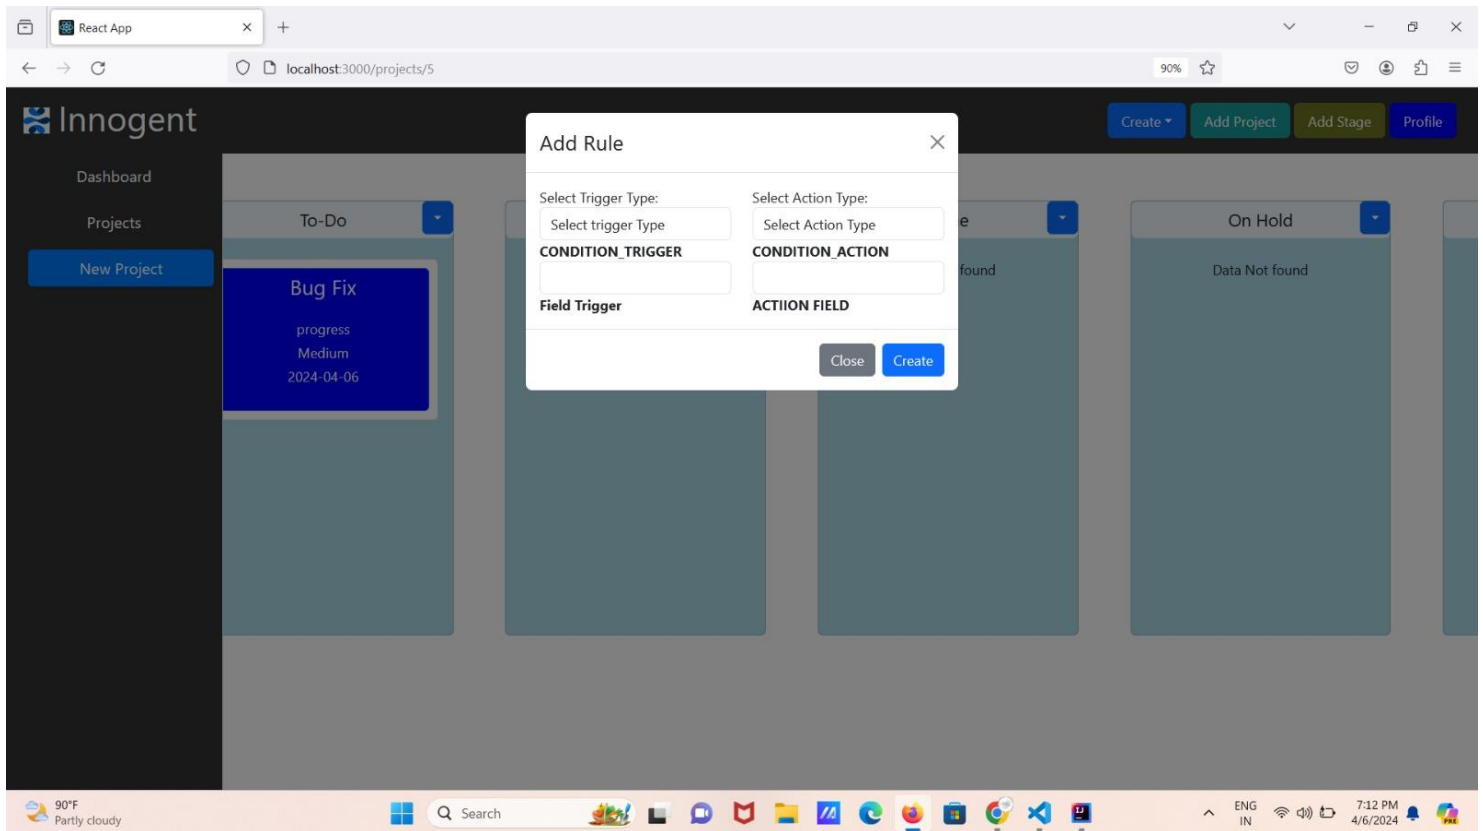 React App
localhost:3000/projects/5
90%
Innogent
Create
Add Project
Add Stage
Profile
Dashboard
Projects
New Project
To-Do
Bug Fix
progress
Medium
2024-04-06
Add Rule
Select Trigger Type:
Select Action Type:
Select trigger Type
Select Action Type
CONDITION_TRIGGER
CONDITION_ACTION
Field Trigger
ACTIION FIELD
Close
Create
e
found
On Hold
Data Not found
90°F
Partly cloudy
Search
ENG
IN
7:12 PM
4/6/2024
PRE